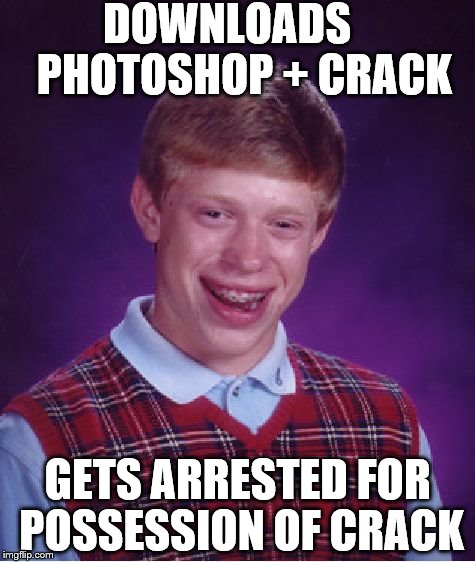 DOWNLOADS
PHOTOSHOP + CRACK
GETS ARRESTED FOR
POSSESSION OF CRACK
imgflip.com